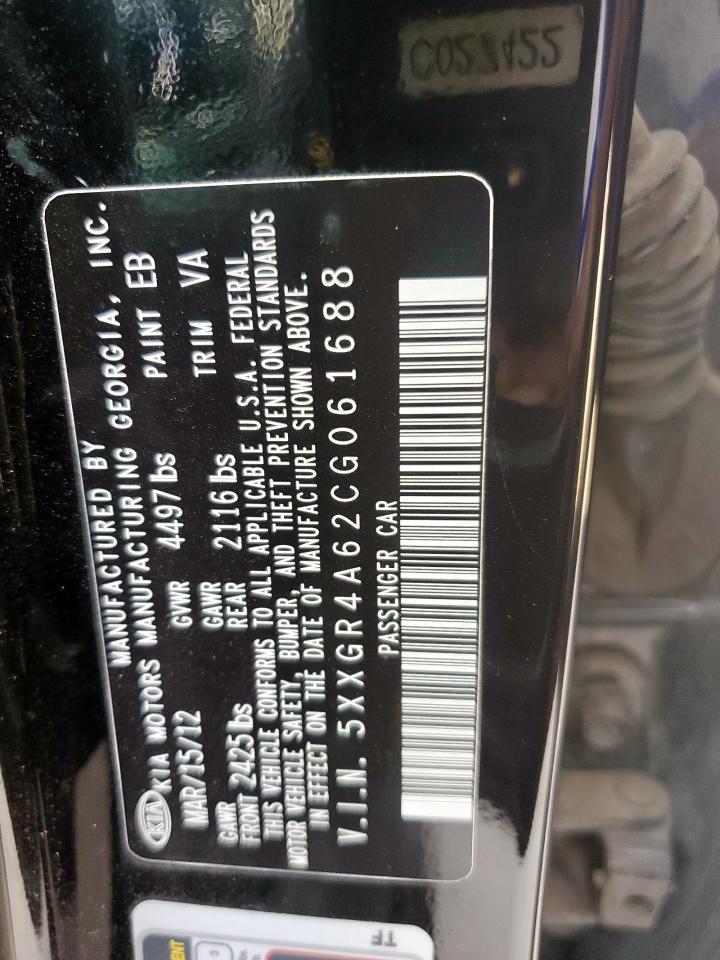 MANUFACTURED BY
KIA KIA MOTORS MANUFACTURING GEORGIA, INC.
MAR/15/12 GVWR 4497 lbs PAINT EB
GAWR FRONT 2425 lbs GAWR REAR 2116 lbs TRIM VA
THIS VEHICLE CONFORMS TO ALL APPLICABLE U.S.A. FEDERAL
MOTOR VEHICLE SAFETY, BUMPER, AND THEFT PREVENTION STANDARDS
IN EFFECT ON THE DATE OF MANUFACTURE SHOWN ABOVE.
V.I.N. 5XXGR4A62CG061688
PASSENGER CAR